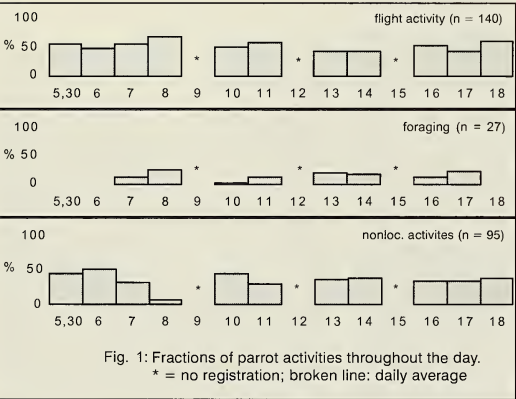 100
flight activity (n = 140)
% 50
0
5,30 6 7 8 * 9 10 11 * 12 13 14 * 15 16 17 18
100
foraging (n = 27)
% 50
0
5,30 6 7 8 * 9 10 11 * 12 13 14 * 15 16 17 18
100
nonloc. activites (n = 95)
% 50
0
5,30 6 7 8 * 9 10 11 * 12 13 14 * 15 16 17 18
Fig. 1: Fractions of parrot activities throughout the day.
* = no registration; broken line: daily average